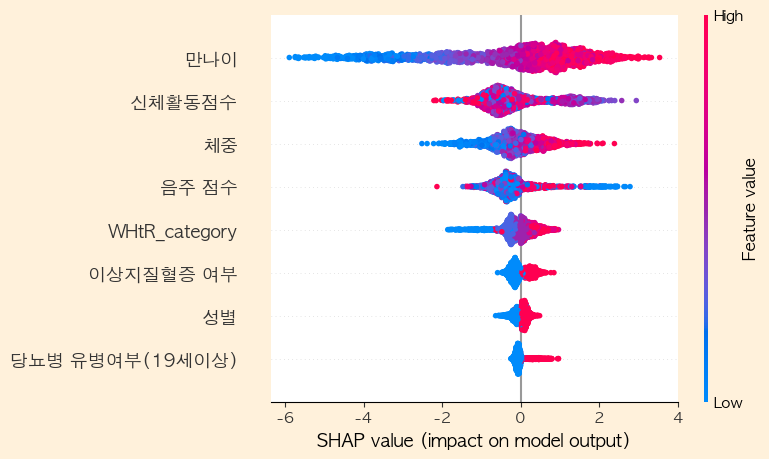 High
만나이
신체활동점수
체중
음주 점수
WHtR_category
이상지질혈증 여부
성별
당뇨병 유병여부(19세이상)
Feature value
Low
-6 -4 -2 0 2 4
SHAP value (impact on model output)